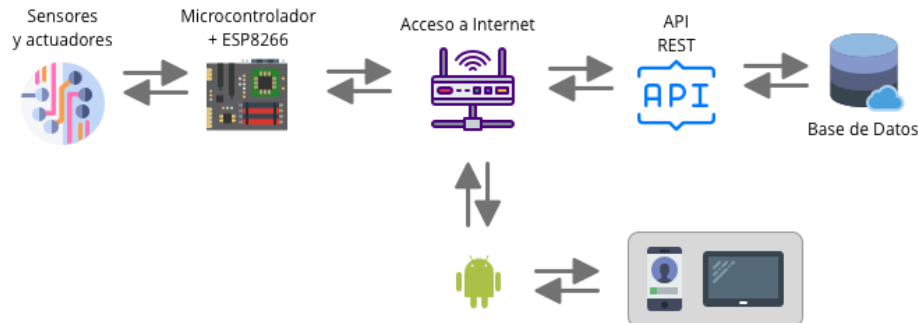 Sensores
y actuadores
Microcontrolador
+ ESP8266
Acceso a Internet
API
REST
API
Base de Datos